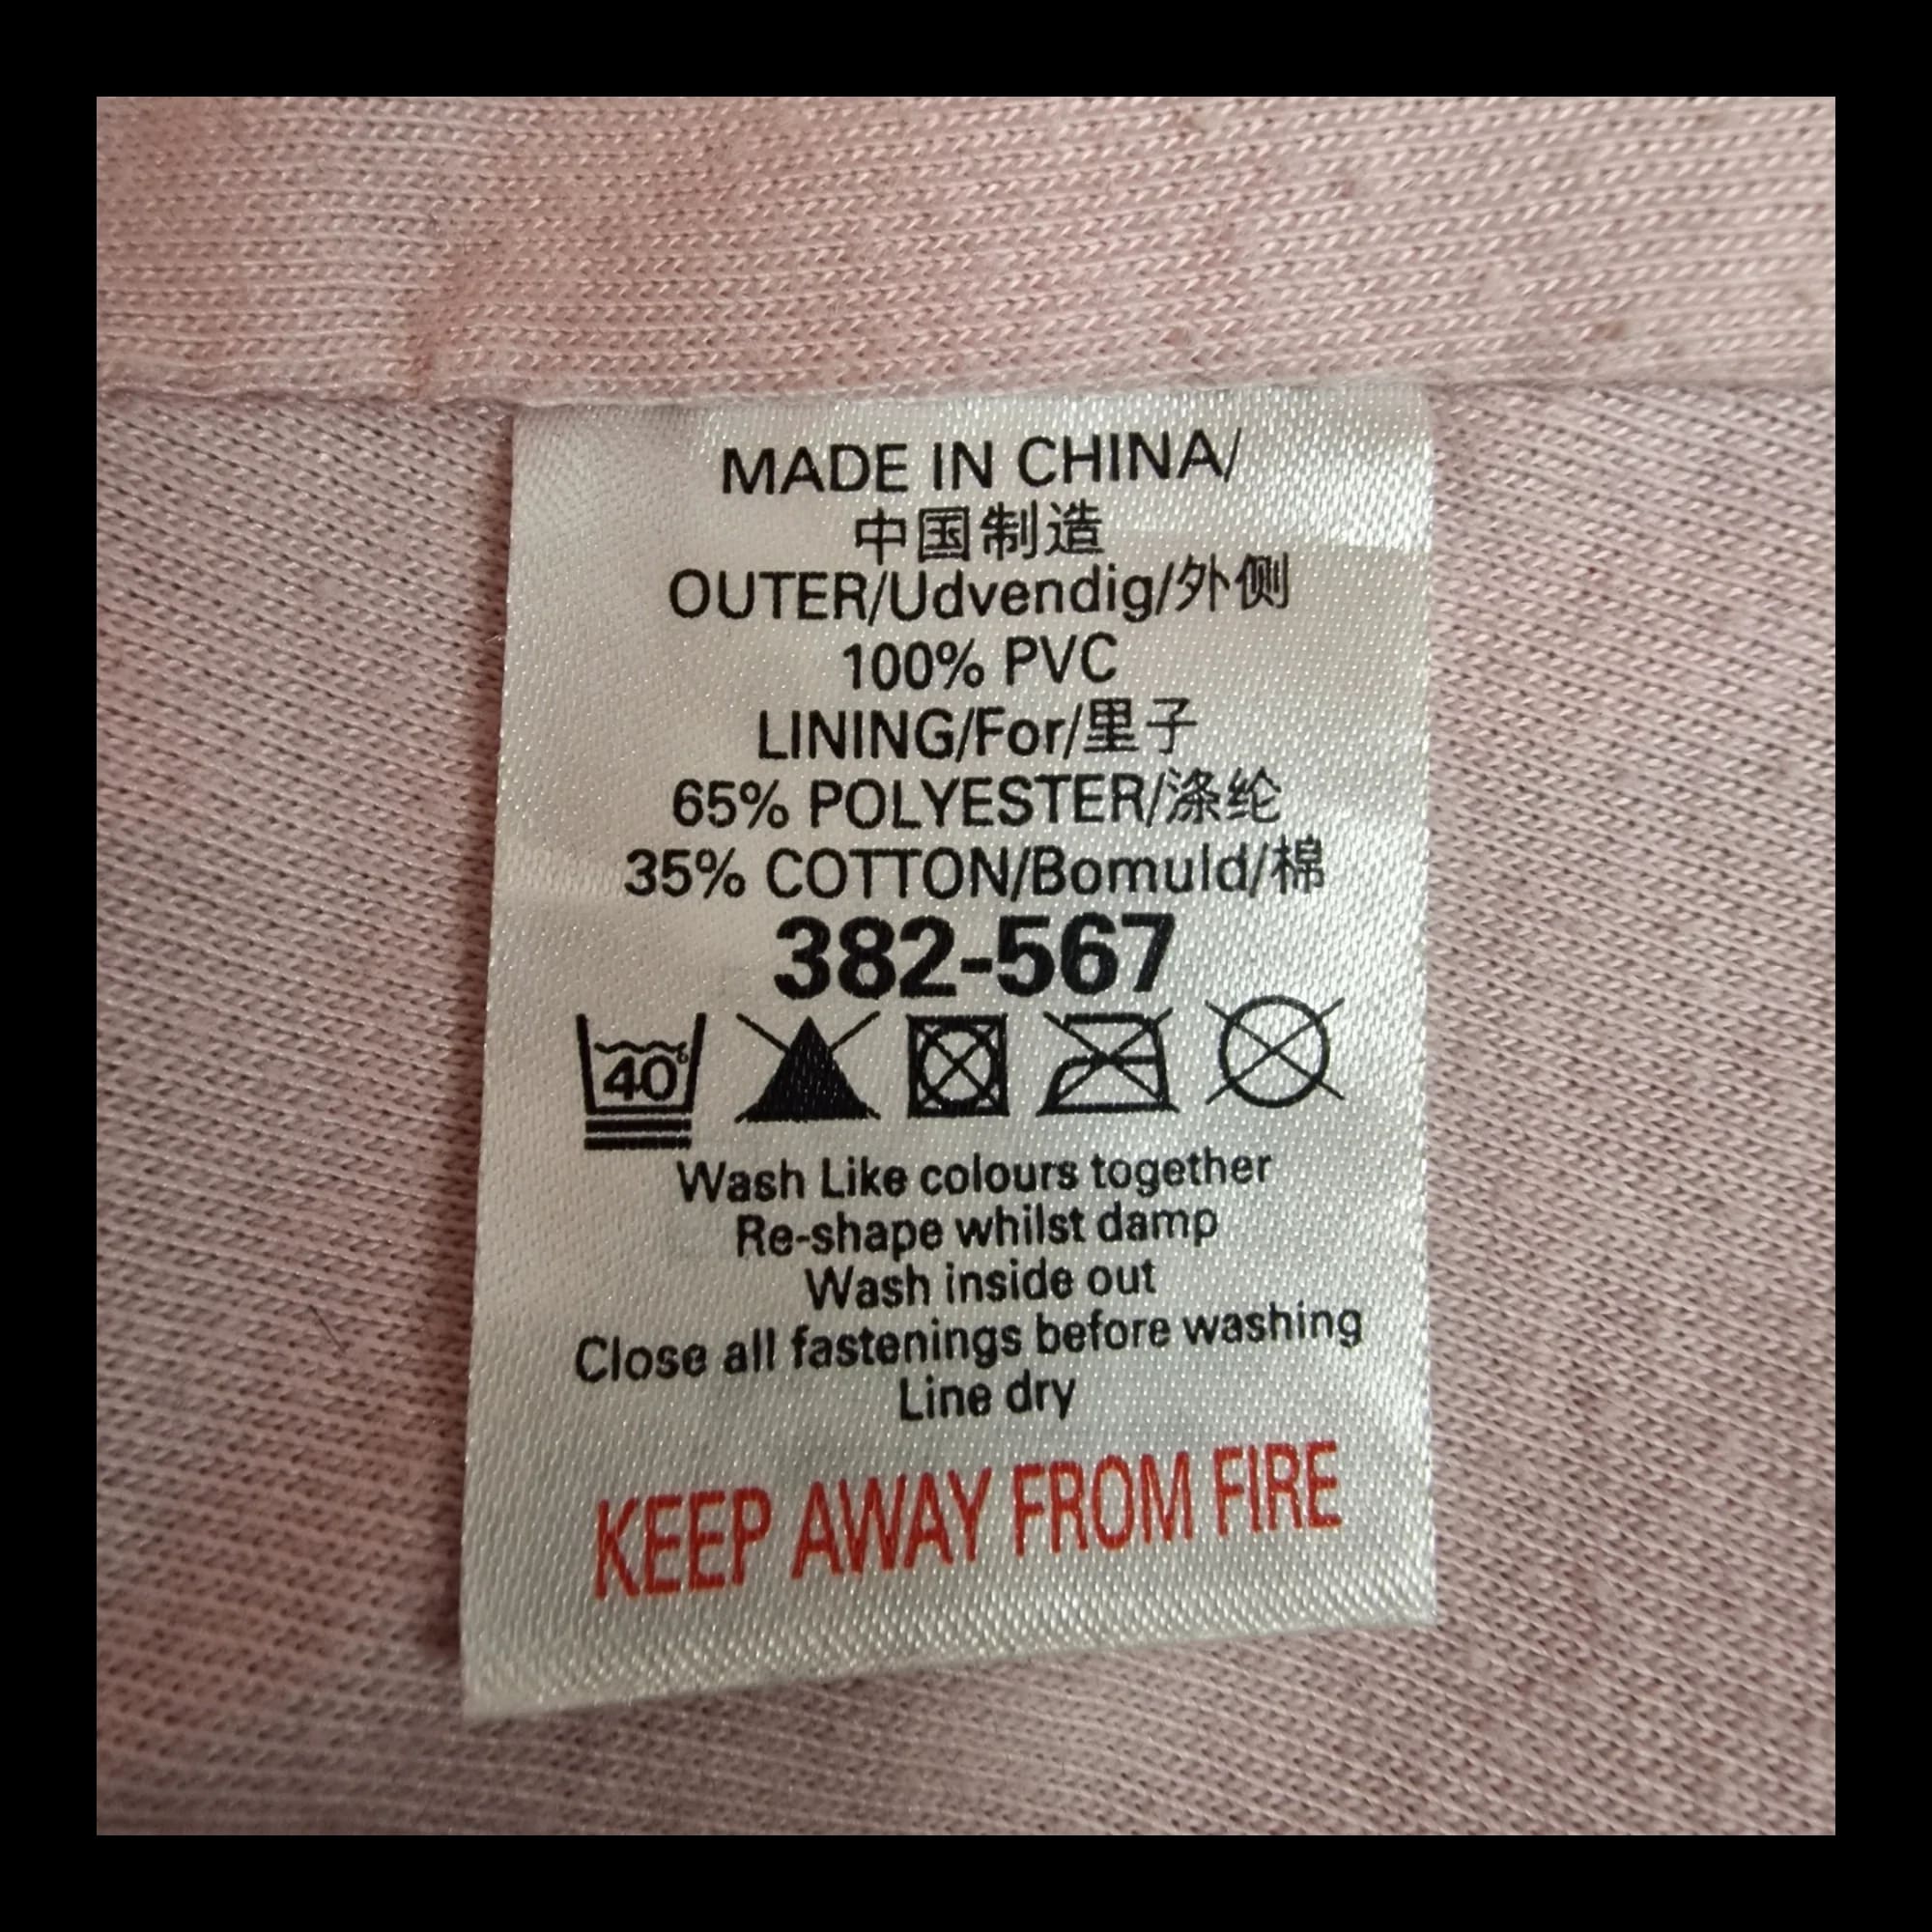 MADE IN CHINA/
中国制造
OUTER/Udvendig/外侧
100% PVC
LINING/For/里子
65% POLYESTER/涤纶
35% COTTON/Bomuld/棉
382-567
40°
Wash Like colours together
Re-shape whilst damp
Wash inside out
Close all fastenings before washing
Line dry
KEEP AWAY FROM FIRE